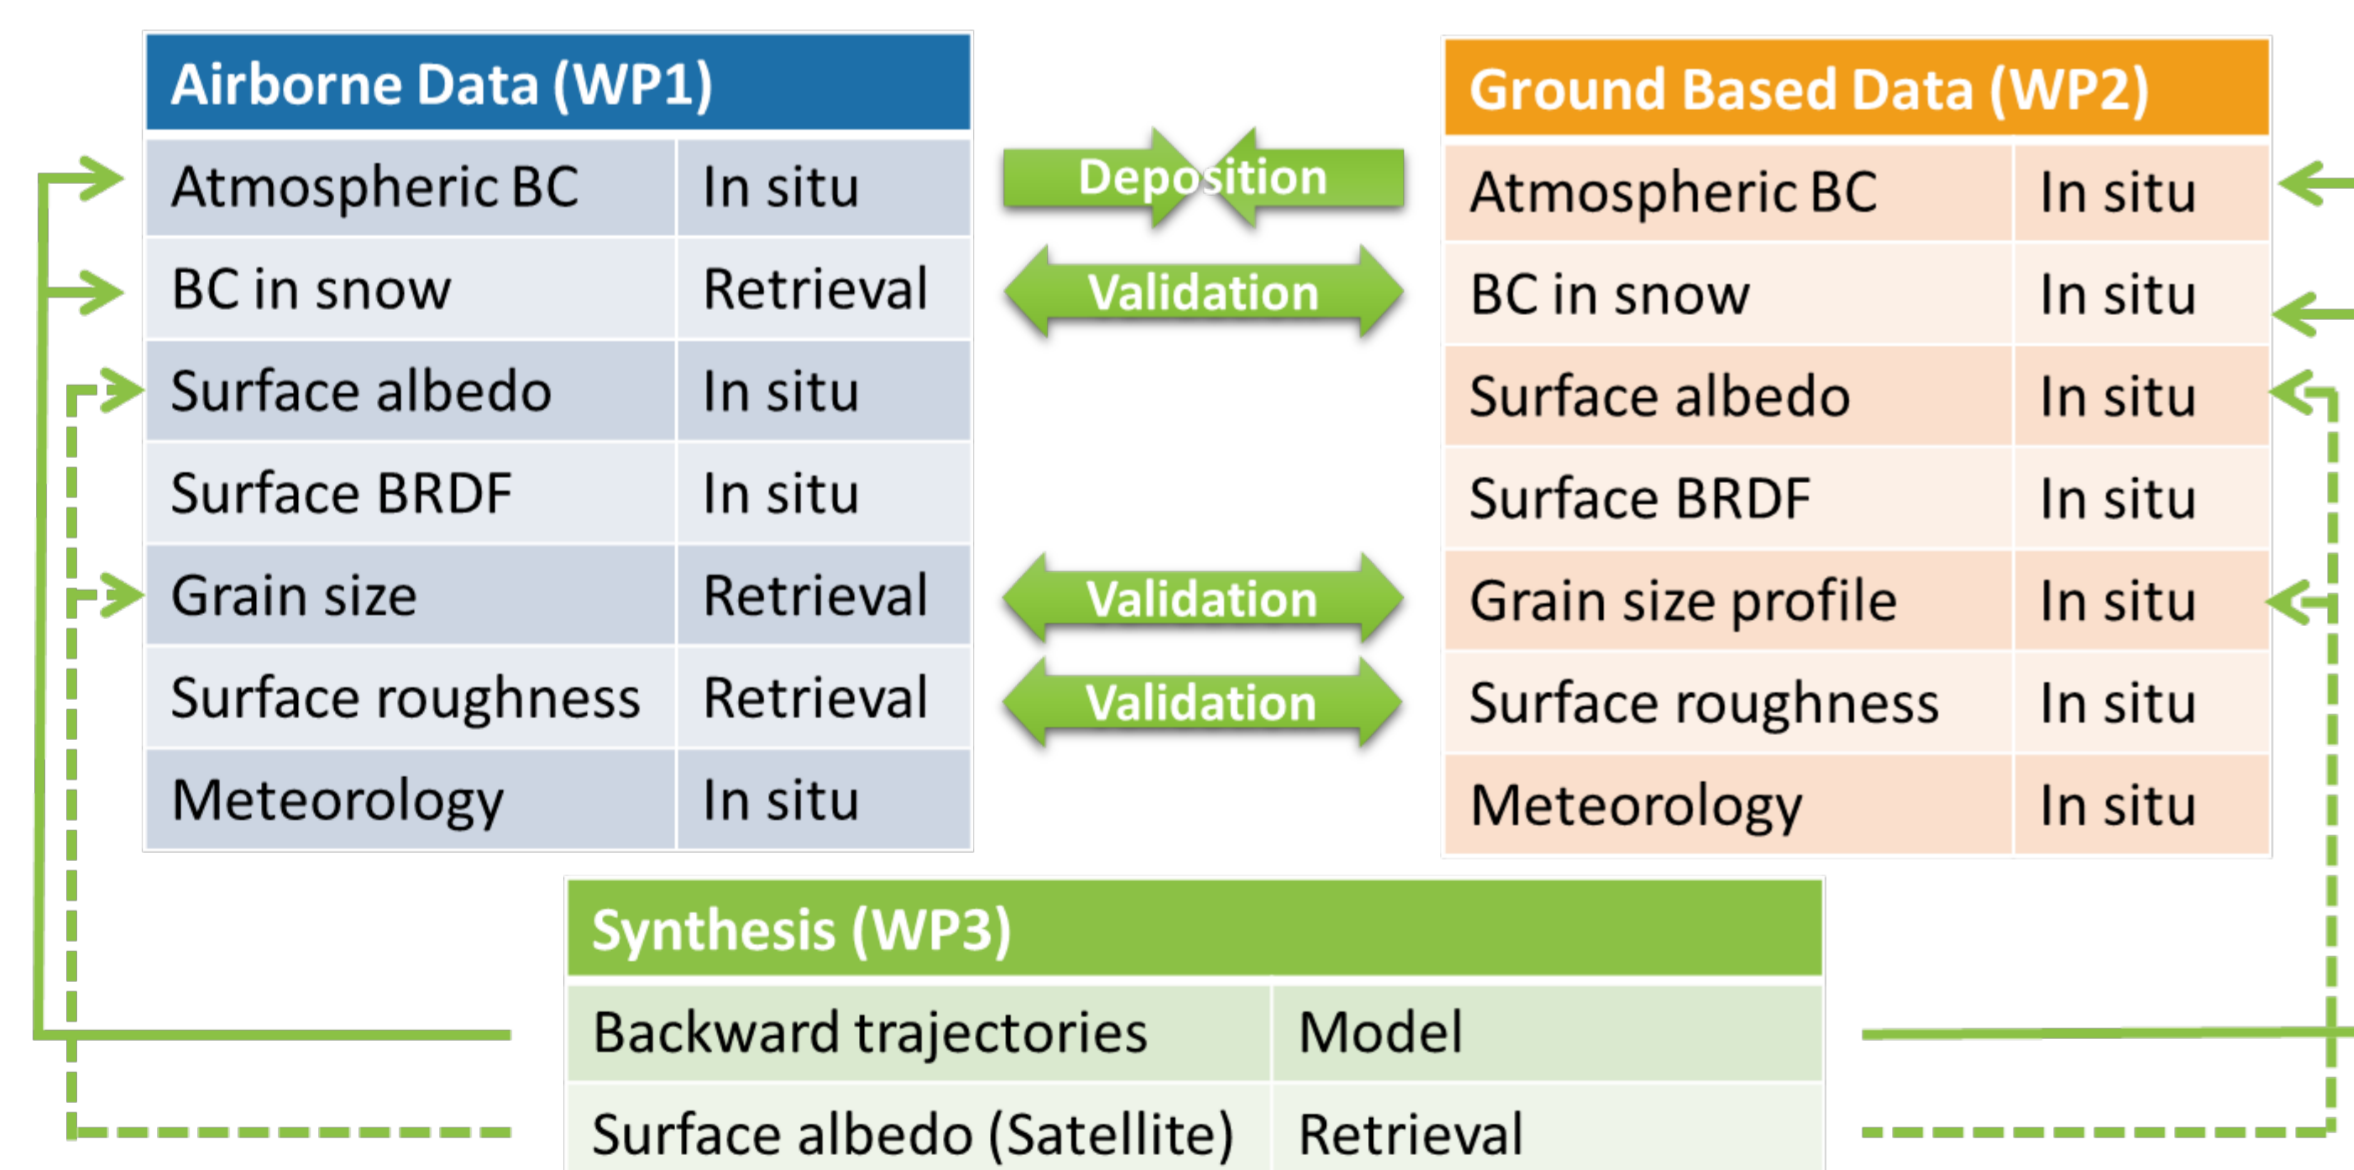 Airborne Data (WP1)
Atmospheric BC In situ
BC in snow Retrieval
Surface albedo In situ
Surface BRDF In situ
Grain size Retrieval
Surface roughness Retrieval
Meteorology In situ
Deposition
Validation
Validation
Validation
Ground Based Data (WP2)
Atmospheric BC In situ
BC in snow In situ
Surface albedo In situ
Surface BRDF In situ
Grain size profile In situ
Surface roughness In situ
Meteorology In situ
Synthesis (WP3)
Backward trajectories Model
Surface albedo (Satellite) Retrieval